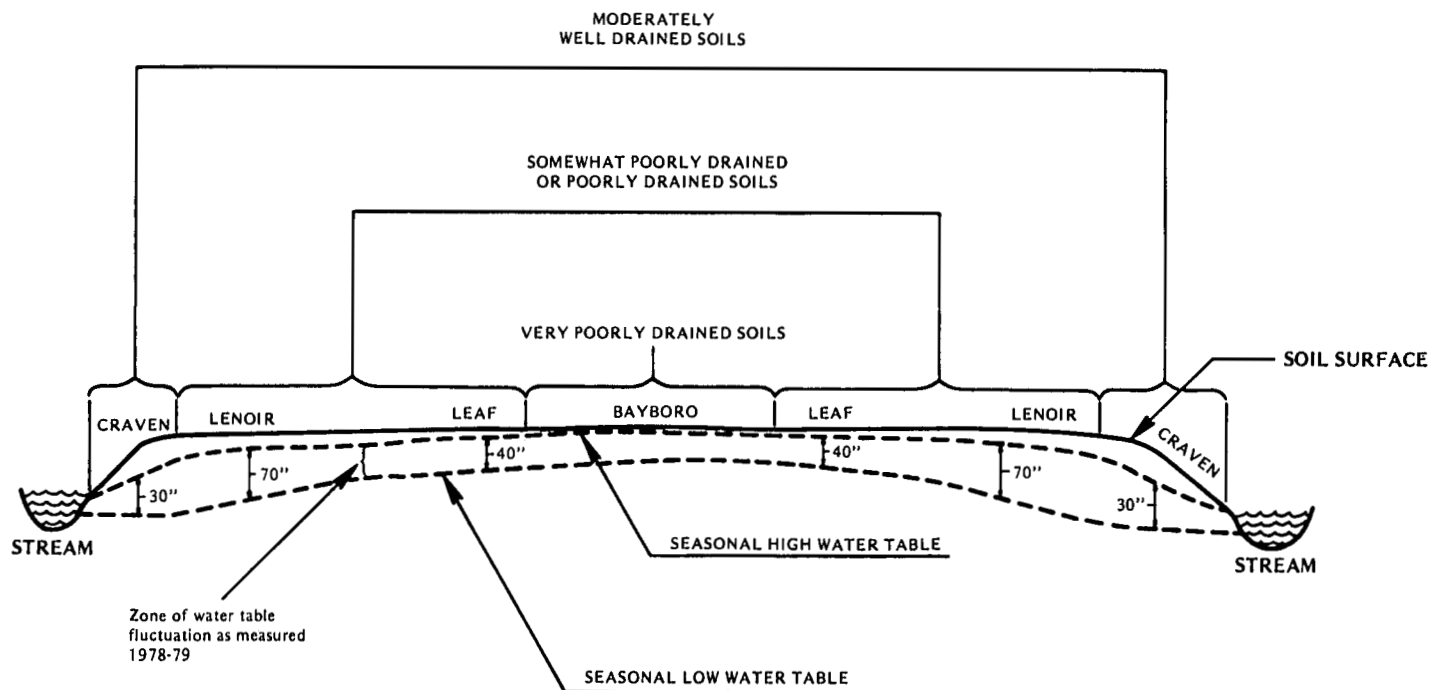 MODERATELY
WELL DRAINED SOILS
SOMEWHAT POORLY DRAINED
OR POORLY DRAINED SOILS
VERY POORLY DRAINED SOILS
SOIL SURFACE
CRAVEN
LENOIR
LEAF
BAYBORO
LEAF
LENOIR
CRAVEN
30"
70"
40"
40"
70"
30"
STREAM
SEASONAL HIGH WATER TABLE
STREAM
Zone of water table
fluctuation as measured
1978-79
SEASONAL LOW WATER TABLE